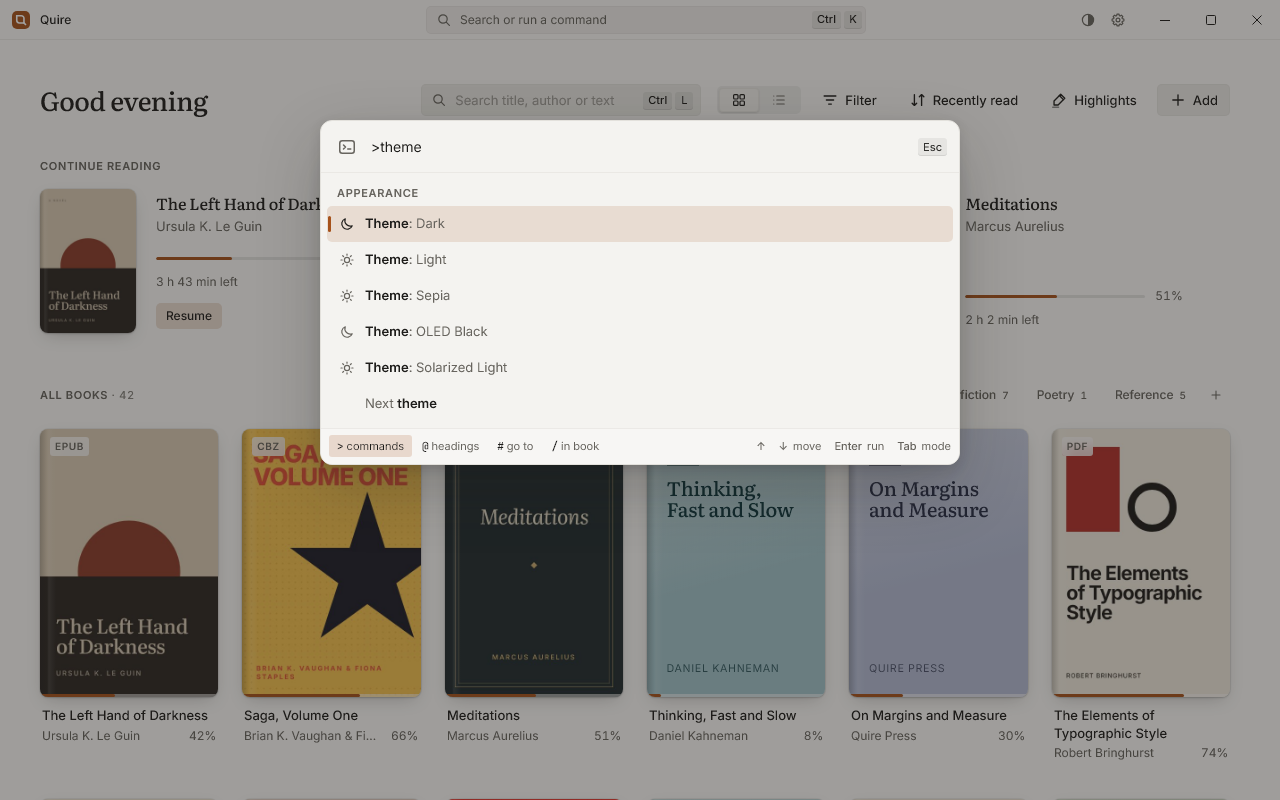 Quire
Search or run a command
Ctrl K
Good evening
Search title, author or text
Ctrl L
Filter
Recently read
Highlights
Add
CONTINUE READING
The Left Hand
of Darkness
URSULA K. LE GUIN
The Left Hand of Dark
Ursula K. Le Guin
3 h 43 min left
Resume
Meditations
Marcus Aurelius
51%
2 h 2 min left
>theme
Esc
APPEARANCE
Theme: Dark
Theme: Light
Theme: Sepia
Theme: OLED Black
Theme: Solarized Light
Next theme
> commands
@ headings
# go to
/ in book
↑ ↓ move
Enter run
Tab mode
ALL BOOKS · 42
fiction 7
Poetry 1
Reference 5
EPUB
The Left Hand
of Darkness
URSULA K. LE GUIN
The Left Hand of Darkness
Ursula K. Le Guin 42%
CBZ
SAGA,
VOLUME ONE
BRIAN K. VAUGHAN & FIONA
STAPLES
Saga, Volume One
Brian K. Vaughan & Fi... 66%
Meditations
MARCUS AURELIUS
Meditations
Marcus Aurelius 51%
Thinking,
Fast and Slow
DANIEL KAHNEMAN
Thinking, Fast and Slow
Daniel Kahneman 8%
On Margins
and Measure
QUIRE PRESS
On Margins and Measure
Quire Press 30%
PDF
The Elements
of Typographic
Style
ROBERT BRINGHURST
The Elements of
Typographic Style
Robert Bringhurst 74%